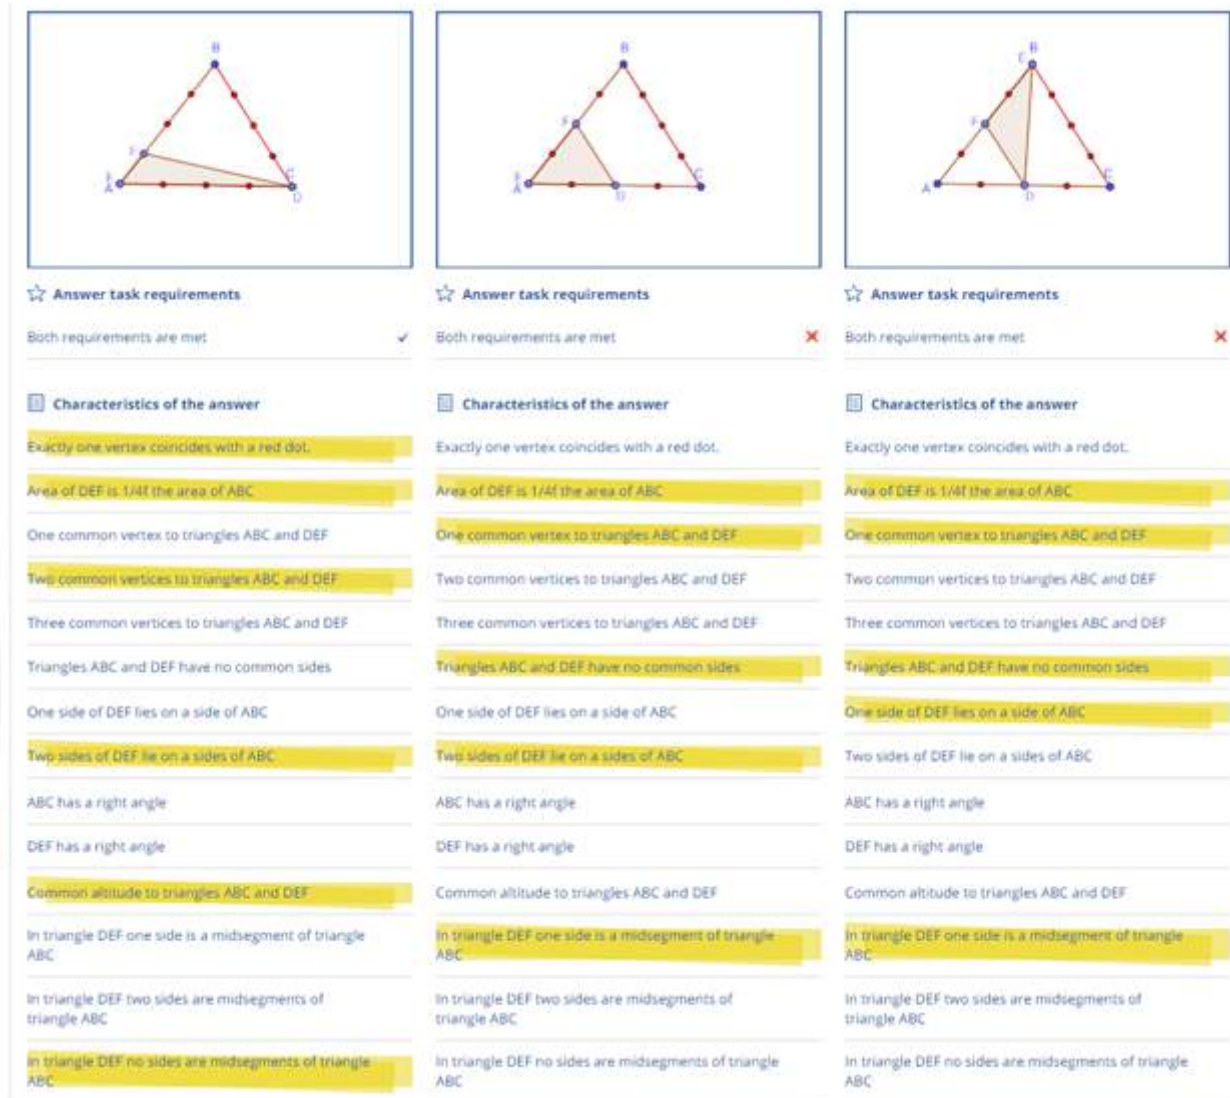 B
F
E
A
C
D
Answer task requirements
Both requirements are met
Characteristics of the answer
Exactly one vertex coincides with a red dot.
Area of DEF is 1/4f the area of ABC
One common vertex to triangles ABC and DEF
Two common vertices to triangles ABC and DEF
Three common vertices to triangles ABC and DEF
Triangles ABC and DEF have no common sides
One side of DEF lies on a side of ABC
Two sides of DEF lie on a sides of ABC
ABC has a right angle
DEF has a right angle
Common altitude to triangles ABC and DEF
In triangle DEF one side is a midsegment of triangle
ABC
In triangle DEF two sides are midsegments of
triangle ABC
In triangle DEF no sides are midsegments of triangle
ABC
B
F
E
A
D
C
Answer task requirements
Both requirements are met
Characteristics of the answer
Exactly one vertex coincides with a red dot.
Area of DEF is 1/4f the area of ABC
One common vertex to triangles ABC and DEF
Two common vertices to triangles ABC and DEF
Three common vertices to triangles ABC and DEF
Triangles ABC and DEF have no common sides
One side of DEF lies on a side of ABC
Two sides of DEF lie on a sides of ABC
ABC has a right angle
DEF has a right angle
Common altitude to triangles ABC and DEF
In triangle DEF one side is a midsegment of triangle
ABC
In triangle DEF two sides are midsegments of
triangle ABC
In triangle DEF no sides are midsegments of triangle
ABC
E B
F
A
D
C
Answer task requirements
Both requirements are met
Characteristics of the answer
Exactly one vertex coincides with a red dot.
Area of DEF is 1/4f the area of ABC
One common vertex to triangles ABC and DEF
Two common vertices to triangles ABC and DEF
Three common vertices to triangles ABC and DEF
Triangles ABC and DEF have no common sides
One side of DEF lies on a side of ABC
Two sides of DEF lie on a sides of ABC
ABC has a right angle
DEF has a right angle
Common altitude to triangles ABC and DEF
In triangle DEF one side is a midsegment of triangle
ABC
In triangle DEF two sides are midsegments of
triangle ABC
In triangle DEF no sides are midsegments of triangle
ABC